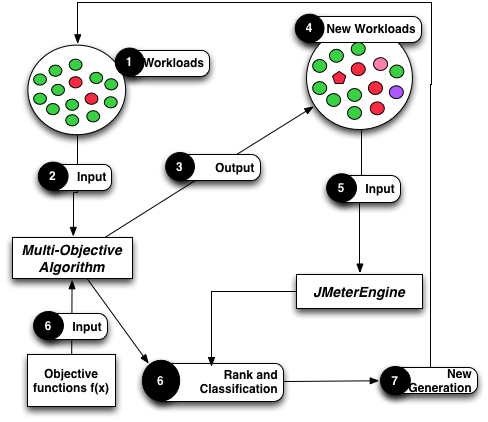 4 New Workloads
1 Workloads
3 Output
2 Input
5 Input
Multi-Objective
Algorithm
JMeterEngine
6 Input
Objective
functions f(x)
6 Rank and
Classification
7 New
Generation